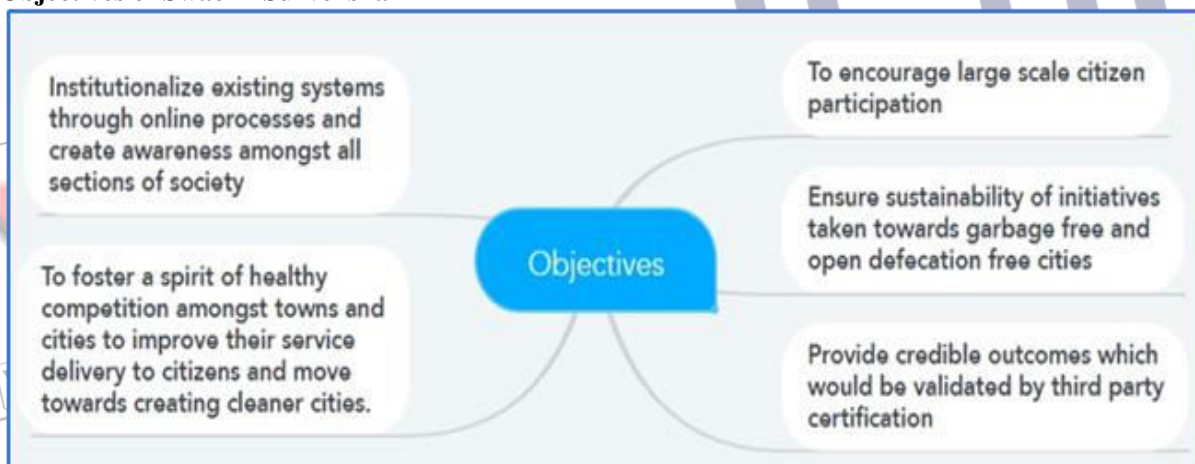 Institutionalize existing systems
through online processes and
create awareness amongst all
sections of society
To foster a spirit of healthy
competition amongst towns and
cities to improve their service
delivery to citizens and move
towards creating cleaner cities.
Objectives
To encourage large scale citizen
participation
Ensure sustainability of initiatives
taken towards garbage free and
open defecation free cities
Provide credible outcomes which
would be validated by third party
certification